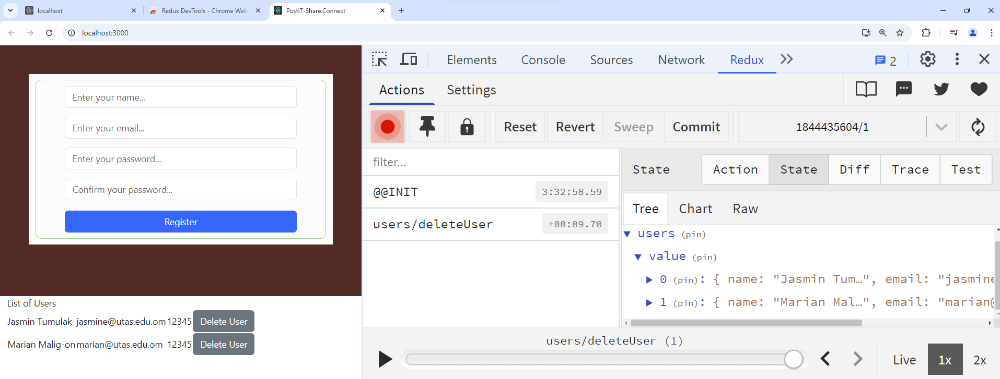 localhost
Redux DevTools - Chrome Web
PostIT-Share.Connect
localhost:3000
Enter your name...
Enter your email...
Enter your password...
Confirm your password...
Register
List of Users
Jasmin Tumulak jasmine@utas.edu.om 12345 Delete User
Marian Malig-on marian@utas.edu.om 12345 Delete User
Elements Console Sources Network Redux 2
Actions Settings
Reset Revert Sweep Commit 1844435604/1
filter...
@@INIT 3:32:58.59
users/deleteUser +00:09.70
State Action State Diff Trace Test
Tree Chart Raw
users (pin)
value (pin)
0 (pin): { name: "Jasmin Tum…", email: "jasmine
1 (pin): { name: "Marian Mal…", email: "marian@
users/deleteUser (1)
Live 1x 2x